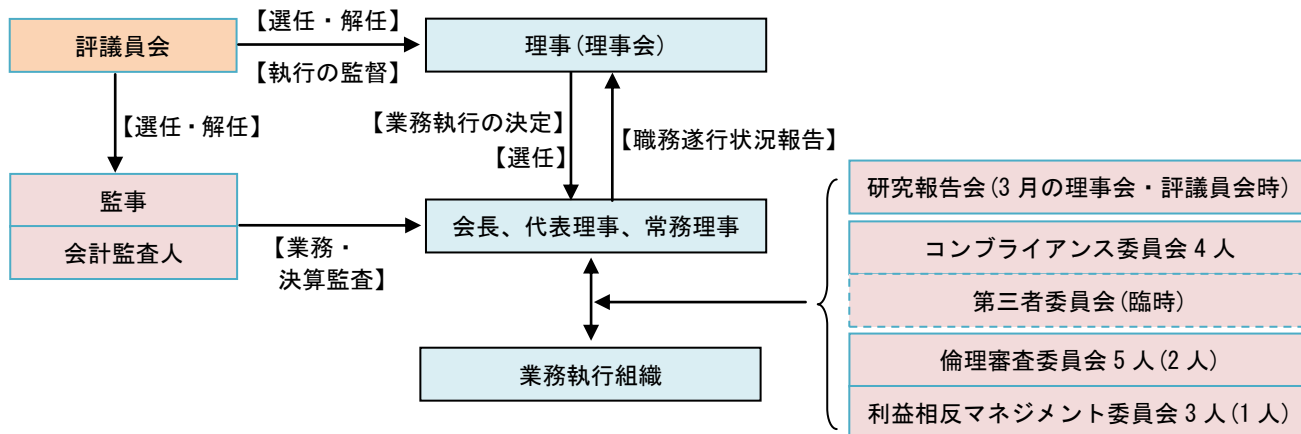 評議員会
【選任・解任】
【執行の監督】
理事(理事会)
【選任・解任】
【業務執行の決定】
【選任】
【職務遂行状況報告】
監事
会計監査人
【業務・
決算監査】
会長、代表理事、常務理事
業務執行組織
研究報告会(3月の理事会・評議員会時)
コンブライアンス委員会 4 人
第三者委員会(臨時)
倫理審査委員会 5 人(2 人)
利益相反マネジメント委員会 3 人(1 人)